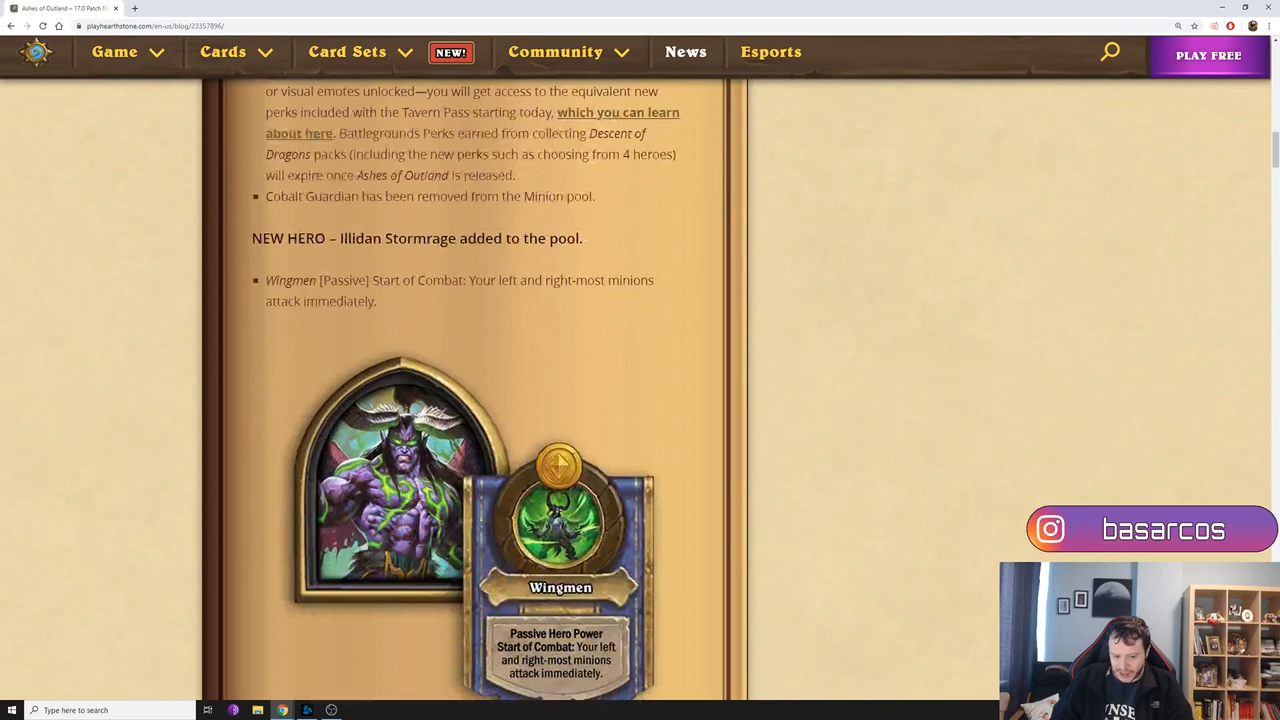 Ashes of Outland – 17.0 Patch N
playhearthstone.com/en-us/blog/23357896/
Game
Cards
Card Sets
NEW!
Community
News
Esports
PLAY FREE
or visual emotes unlocked—you will get access to the equivalent new
perks included with the Tavern Pass starting today, which you can learn
about here. Battlegrounds Perks earned from collecting Descent of
Dragons packs (including the new perks such as choosing from 4 heroes)
will expire once Ashes of Outland is released.
Cobalt Guardian has been removed from the Minion pool.
NEW HERO – Illidan Stormrage added to the pool.
Wingmen [Passive] Start of Combat: Your left and right-most minions
attack immediately.
Wingmen
Passive Hero Power
Start of Combat: Your left
and right-most minions
attack immediately.
basarcos
Type here to search